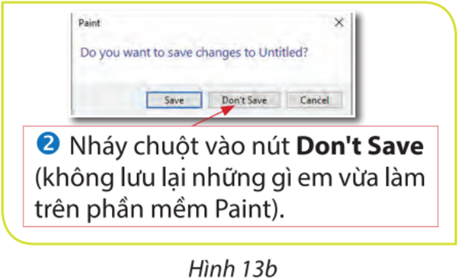 Paint
Do you want to save changes to Untitled?
Save Don't Save Cancel
2 Nháy chuột vào nút Don't Save
(không lưu lại những gì em vừa làm
trên phần mềm Paint).
Hình 13b